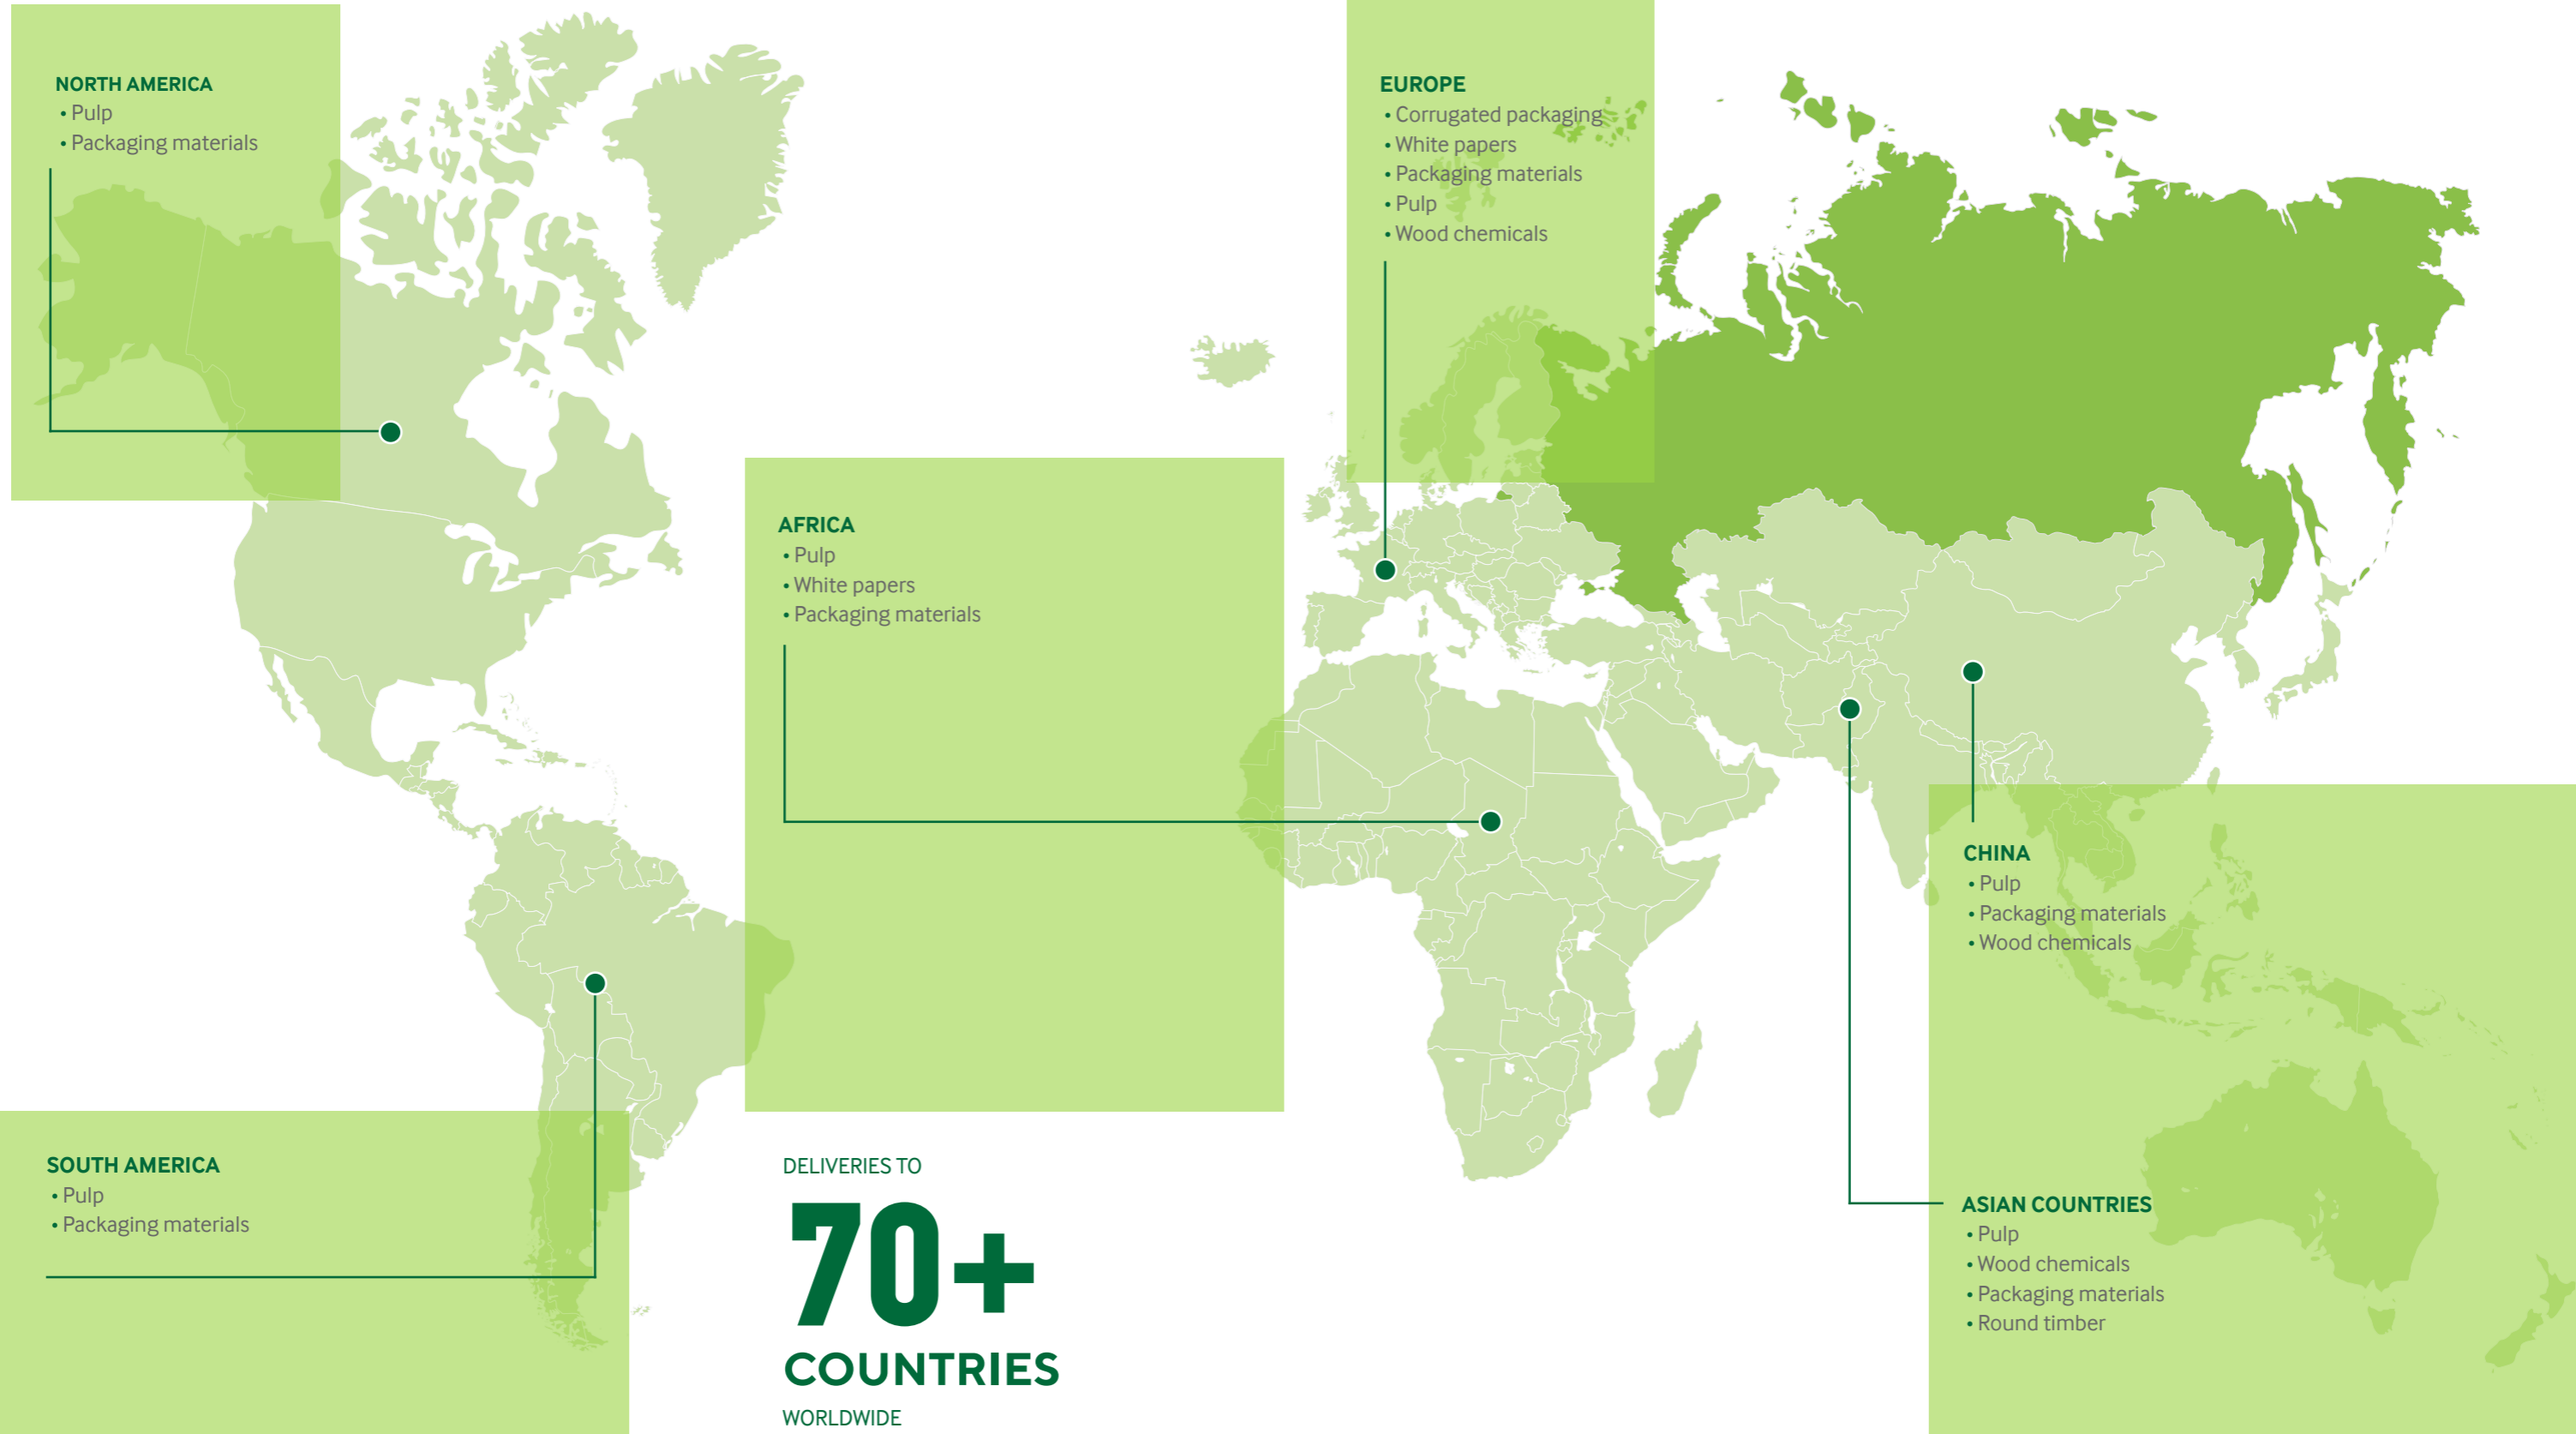 NORTH AMERICA
• Pulp
• Packaging materials
EUROPE
• Corrugated packaging
• White papers
• Packaging materials
• Pulp
• Wood chemicals
AFRICA
• Pulp
• White papers
• Packaging materials
CHINA
• Pulp
• Packaging materials
• Wood chemicals
SOUTH AMERICA
• Pulp
• Packaging materials
DELIVERIES TO
70+
COUNTRIES
WORLDWIDE
ASIAN COUNTRIES
• Pulp
• Wood chemicals
• Packaging materials
• Round timber